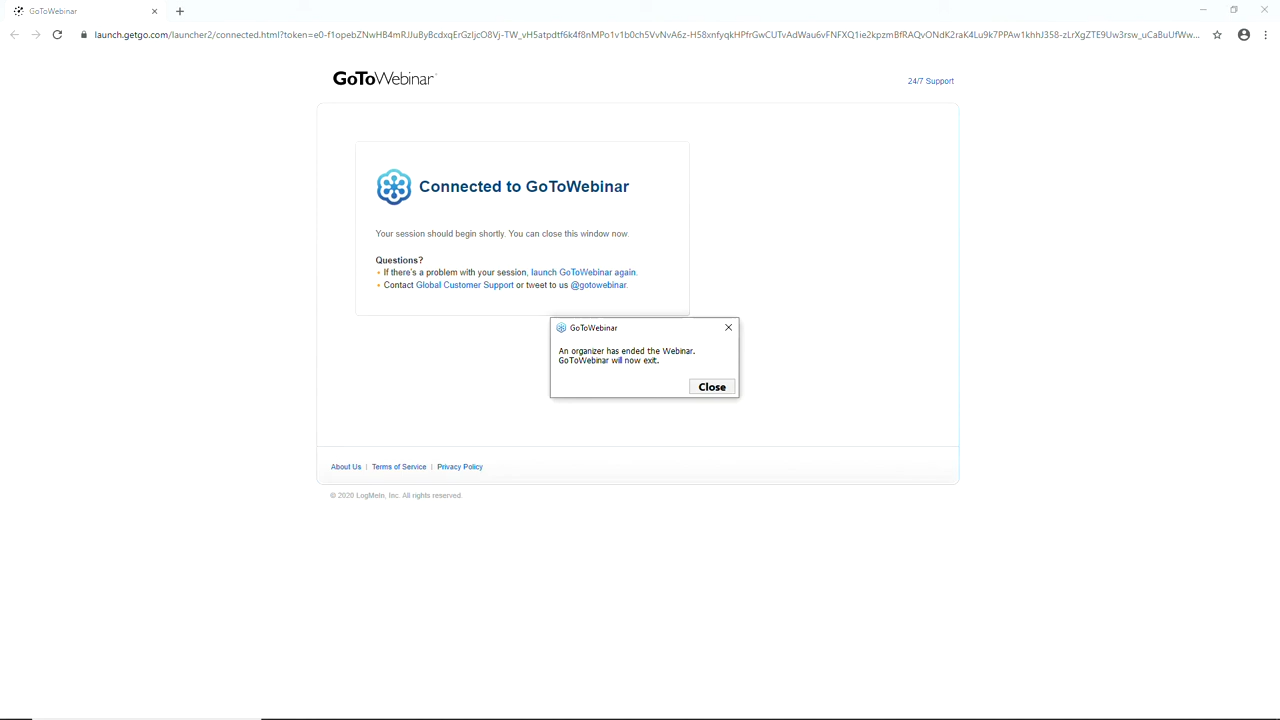 GoToWebinar
launch.getgo.com/launcher2/connected.html?token=
GoToWebinar
24/7 Support
Connected to GoToWebinar
Your session should begin shortly. You can close this window now.
Questions?
If there's a problem with your session, launch GoToWebinar again.
Contact Global Customer Support or tweet to us @gotowebinar.
GoToWebinar
An organizer has ended the Webinar.
GoToWebinar will now exit.
Close
About Us | Terms of Service | Privacy Policy
© 2020 LogMeIn, Inc. All rights reserved.